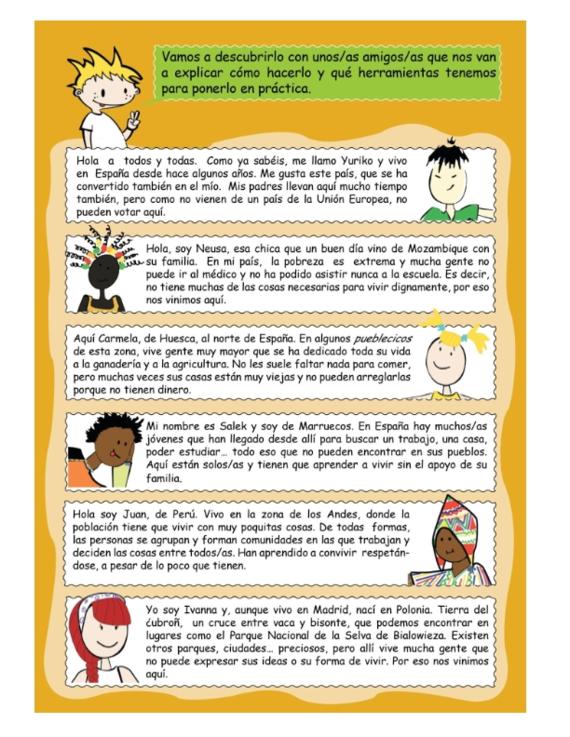 Vamos a descubrirlo con unos/as amigos/as que nos van
a explicar cómo hacerlo y qué herramientas tenemos
para ponerlo en práctica.
Hola a todos y todas. Como ya sabéis, me llamo Yuriko y vivo
en España desde hace algunos años. Me gusta este país, que se ha
convertido también en el mío. Mis padres llevan aquí mucho tiempo
también, pero como no vienen de un país de la Unión Europea, no
pueden votar aquí.
Hola, soy Neusa, esa chica que un buen día vino de Mozambique con
su familia. En mi país, la pobreza es extrema y mucha gente no
puede ir al médico y no ha podido asistir nunca a la escuela. Es decir,
no tiene muchas de las cosas necesarias para vivir dignamente, por eso
nos vinimos aquí.
Aquí Carmela, de Huesca, al norte de España. En algunos pueblecicos
de esta zona, vive gente muy mayor que se ha dedicado toda su vida
a la ganadería y a la agricultura. No les suele faltar nada para comer,
pero muchas veces sus casas están muy viejas y no pueden arreglarlas
porque no tienen dinero.
Mi nombre es Salek y soy de Marruecos. En España hay muchos/as
jóvenes que han llegado desde allí para buscar un trabajo, una casa,
poder estudiar... todo eso que no pueden encontrar en sus pueblos.
Aquí están solos/as y tienen que aprender a vivir sin el apoyo de su
familia.
Hola soy Juan, de Perú. Vivo en la zona de los Andes, donde la
población tiene que vivir con muy poquitas cosas. De todas formas,
las personas se agrupan y forman comunidades en las que trabajan y
deciden las cosas entre todos/as. Han aprendido a convivir respetán-
dose, a pesar de lo poco que tienen.
Yo soy Ivanna y, aunque vivo en Madrid, nací en Polonia. Tierra del
ćubroñ, un cruce entre vaca y bisonte, que podemos encontrar en
lugares como el Parque Nacional de la Selva de Bialowieza. Existen
otros parques, ciudades... preciosos, pero allí vive mucha gente que
no puede expresar sus ideas o su forma de vivir. Por eso nos vinimos
aquí.